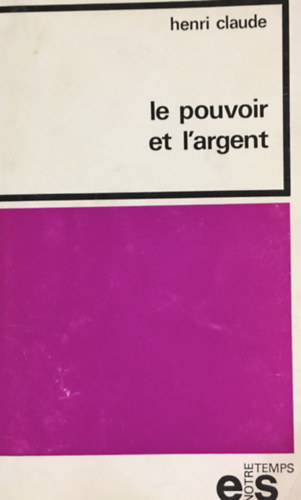 henri claude
le pouvoir
et l'argent
NOTRE TEMPS
es